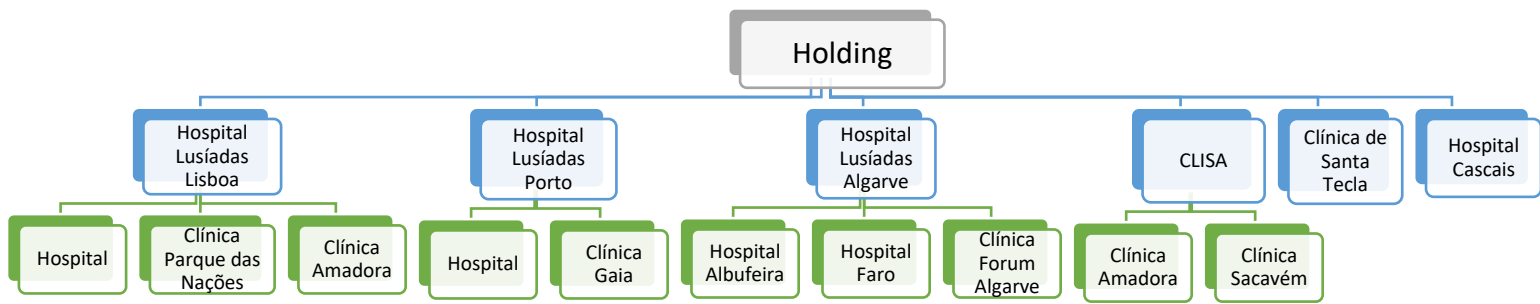 Holding
Hospital
Lusíadas
Lisboa
Hospital
Lusíadas
Porto
Hospital
Lusíadas
Algarve
CLISA
Clínica de
Santa
Tecla
Hospital
Cascais
Hospital
Clínica
Parque das
Nações
Clínica
Amadora
Hospital
Clínica
Gaia
Hospital
Albufeira
Hospital
Faro
Clínica
Forum
Algarve
Clínica
Amadora
Clínica
Sacavém